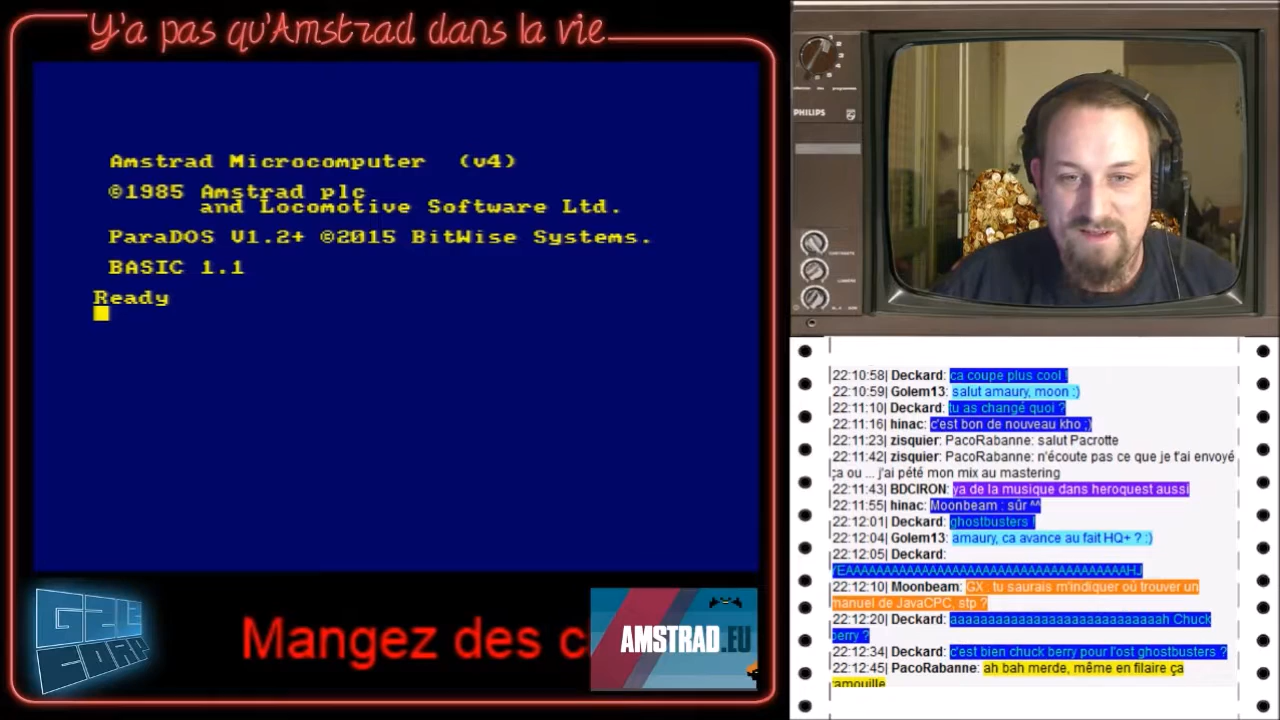 Y'a pas qu'Amstrad dans la vie
Amstrad Microcomputer (v4)
©1985 Amstrad plc
and Locomotive Software Ltd.
ParaDOS V1.2+ ©2015 BitWise Systems.
BASIC 1.1
Ready
G2L
CORP
Mangez des c
AMSTRAD.EU
PHILIPS
22:10:58| Deckard: ca coupe plus cool !
22:10:59| Golem13: salut amaury, moon :)
22:11:10| Deckard: tu as changé quoi ?
22:11:16| hinac: c'est bon de nouveau kho ;)
22:11:23| zisquier: PacoRabanne: salut Pacrotte
22:11:42| zisquier: PacoRabanne: n'écoute pas ce que je t'ai envoyé
ça ou ... j'ai pété mon mix au mastering
22:11:43| BDCIRON: ya de la musique dans heroquest aussi
22:11:55| hinac: Moonbeam : sûr ^^
22:12:01| Deckard: ghostbusters !
22:12:04| Golem13: amaury, ca avance au fait HQ+ ? :)
22:12:05| Deckard:
22:12:10| Moonbeam: GX : tu saurais m'indiquer où trouver un
manuel de JavaCPC, stp ?
22:12:20| Deckard: aaaaaaaaaaaaaaaaaaaaaaaaaaah Chuck
berry ?
22:12:34| Deckard: c'est bien chuck berry pour l'ost ghostbusters ?
22:12:45| PacoRabanne: ah bah merde, même en filaire ça
ramouille